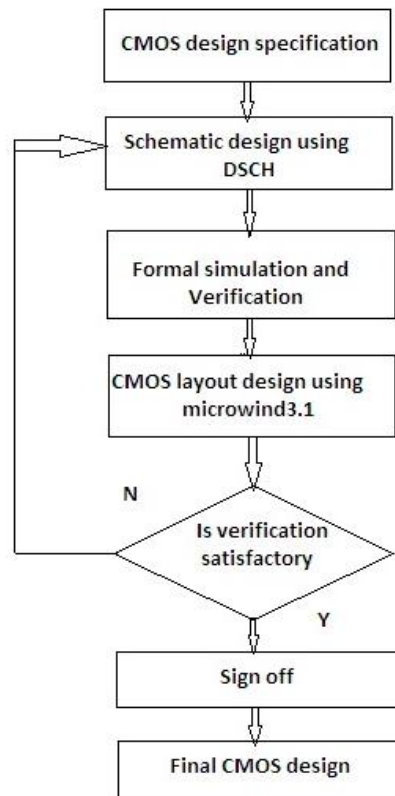 CMOS design specification
Schematic design using
DSCH
Formal simulation and
Verification
CMOS layout design using
microwind3.1
N
Is verification
satisfactory
Y
Sign off
Final CMOS design